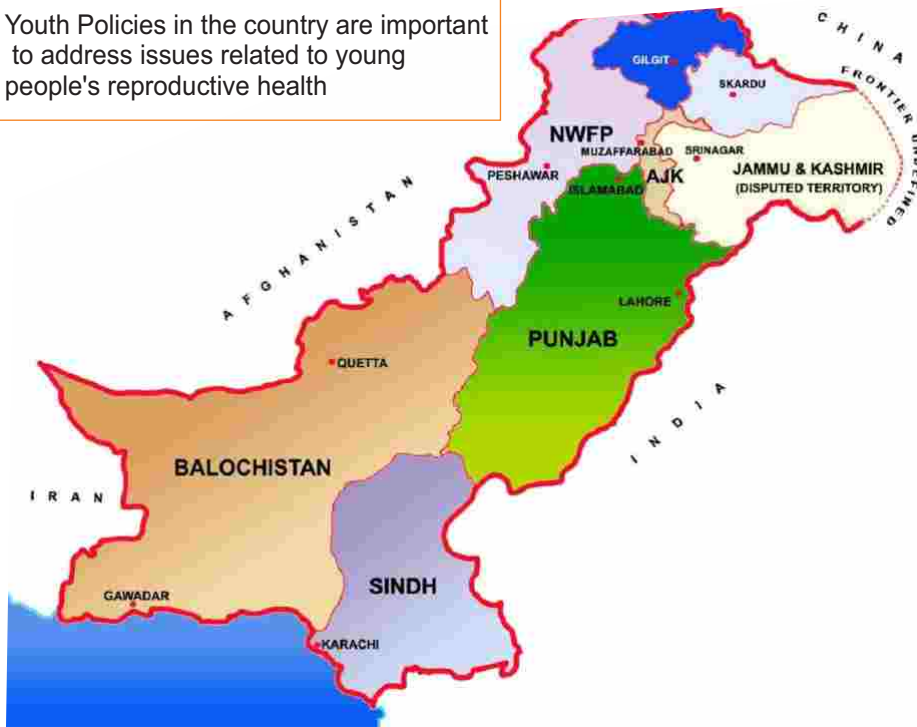 Youth Policies in the country are important
to address issues related to young
people's reproductive health
CHINA
GILGIT
SKARDU
FRONTIER UNDEFINED
NWFP
MUZAFFARABAD
SRINAGAR
PESHAWAR
ISLAMABAD
AJK
JAMMU & KASHMIR
(DISPUTED TERRITORY)
AFGHANISTAN
LAHORE
PUNJAB
QUETTA
INDIA
BALOCHISTAN
IRAN
SINDH
GAWADAR
KARACHI